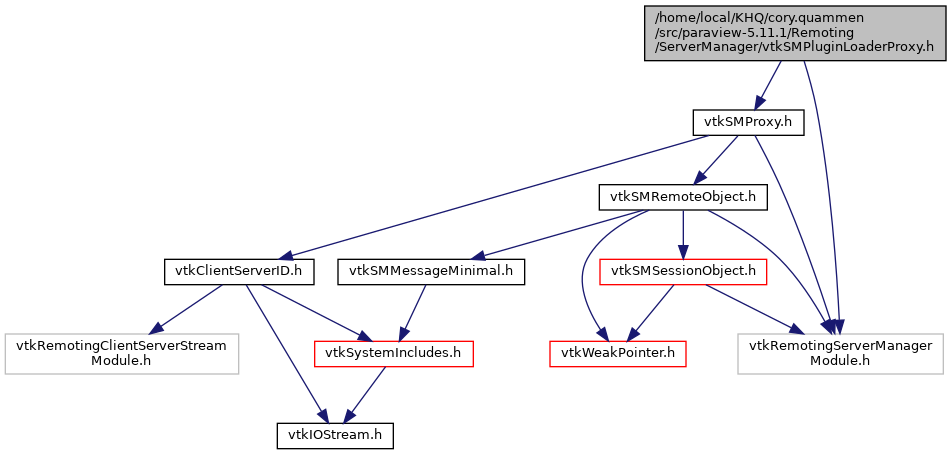 /home/local/KHQ/cory.quammen
/src/paraview-5.11.1/Remoting
/ServerManager/vtkSMPluginLoaderProxy.h
vtkSMProxy.h
vtkSMRemoteObject.h
vtkClientServerID.h
vtkSMMessageMinimal.h
vtkSMSessionObject.h
vtkRemotingClientServerStream
Module.h
vtkSystemIncludes.h
vtkWeakPointer.h
vtkRemotingServerManager
Module.h
vtkIOStream.h